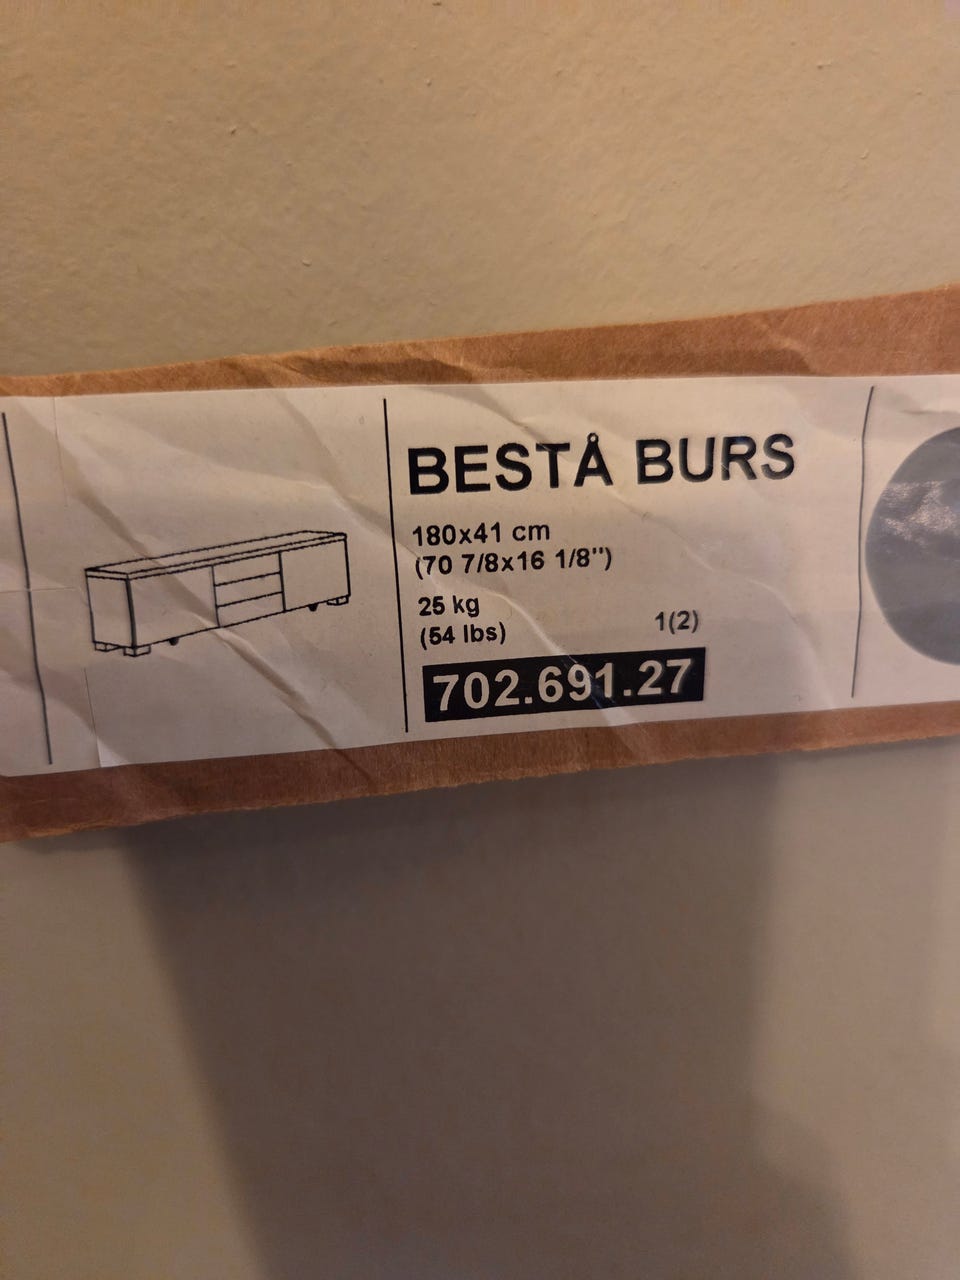 BESTÅ BURS
180x41 cm
(70 7/8x16 1/8")
25 kg
(54 lbs)
1(2)
702.691.27